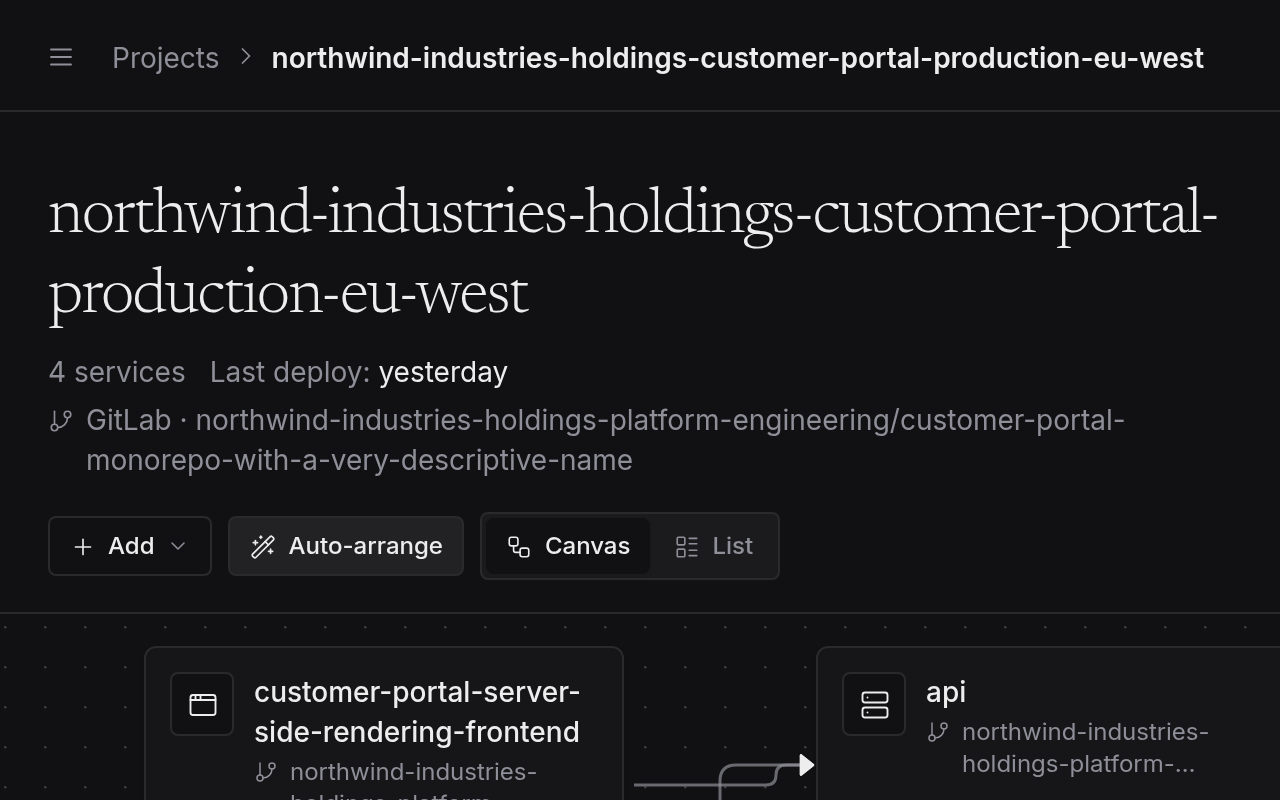 Projects > northwind-industries-holdings-customer-portal-production-eu-west
northwind-industries-holdings-customer-portal-
production-eu-west
4 services Last deploy: yesterday
GitLab · northwind-industries-holdings-platform-engineering/customer-portal-
monorepo-with-a-very-descriptive-name
Add Auto-arrange Canvas List
customer-portal-server-
side-rendering-frontend
northwind-industries-
api
northwind-industries-
holdings-platform-...